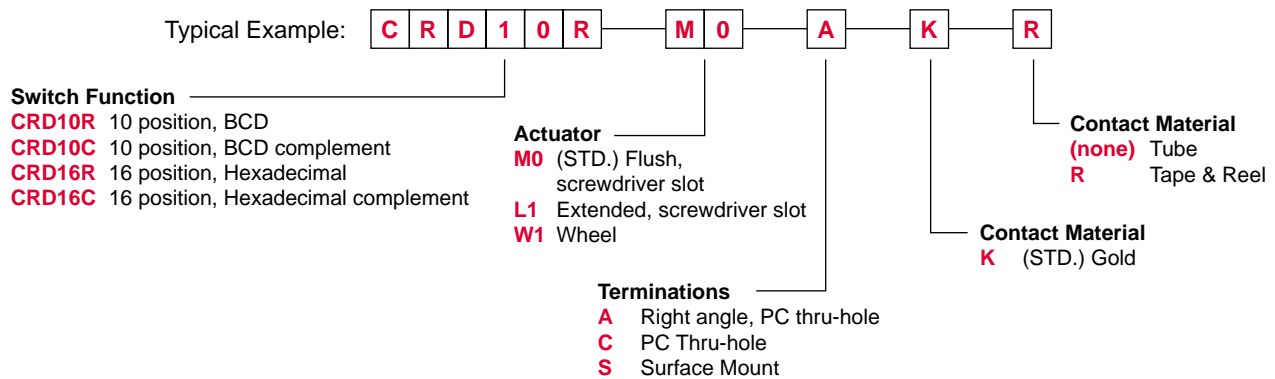 Typical Example: C R D 1 0 R M 0 A K R
Switch Function
CRD10R 10 position, BCD
CRD10C 10 position, BCD complement
CRD16R 16 position, Hexadecimal
CRD16C 16 position, Hexadecimal complement
Actuator
M0 (STD.) Flush,
screwdriver slot
L1 Extended, screwdriver slot
W1 Wheel
Terminations
A Right angle, PC thru-hole
C PC Thru-hole
S Surface Mount
Contact Material
K (STD.) Gold
Contact Material
(none) Tube
R Tape & Reel